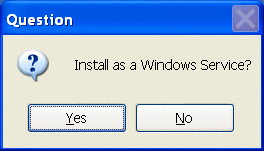 Question
Install as a Windows Service?
Yes
No